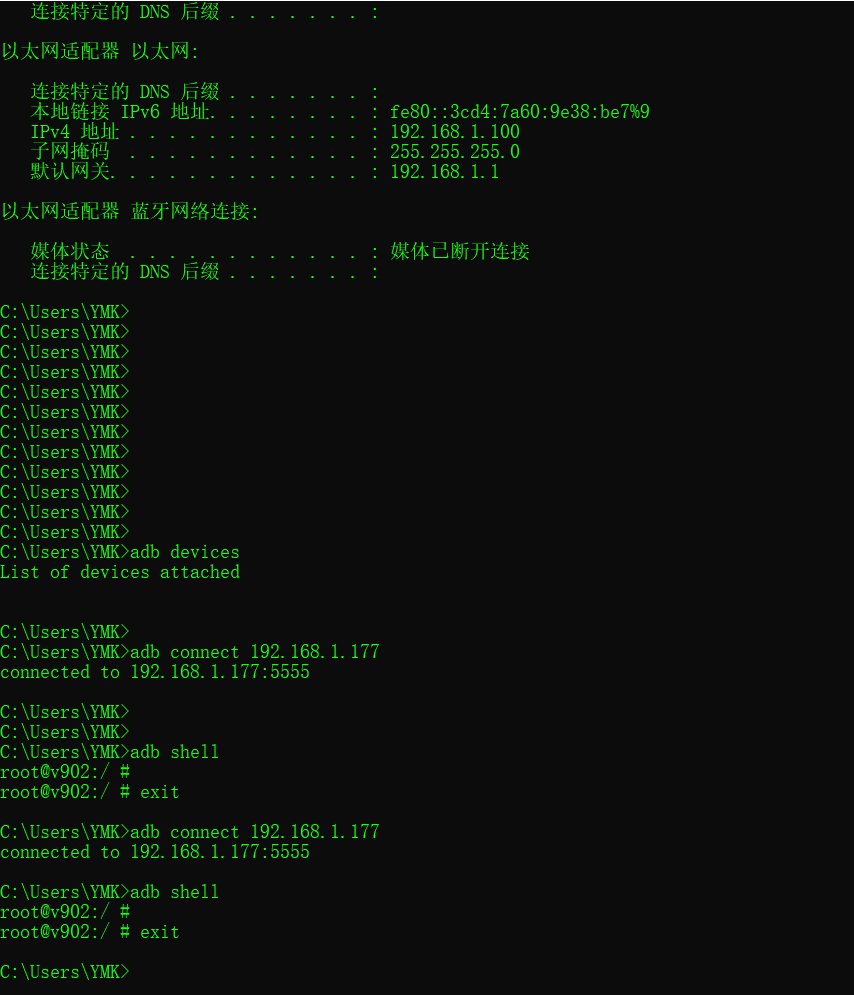 连接特定的 DNS 后缀 . . . . . . . :
以太网适配器 以太网:
连接特定的 DNS 后缀 . . . . . . . :
本地链接 IPv6 地址. . . . . . . . : fe80::3cd4:7a60:9e38:be7%9
IPv4 地址 . . . . . . . . . . . . : 192.168.1.100
子网掩码  . . . . . . . . . . . . : 255.255.255.0
默认网关. . . . . . . . . . . . . : 192.168.1.1
以太网适配器 蓝牙网络连接:
媒体状态  . . . . . . . . . . . . : 媒体已断开连接
连接特定的 DNS 后缀 . . . . . . . :
C:\Users\YMK>
C:\Users\YMK>
C:\Users\YMK>
C:\Users\YMK>
C:\Users\YMK>
C:\Users\YMK>
C:\Users\YMK>
C:\Users\YMK>
C:\Users\YMK>
C:\Users\YMK>
C:\Users\YMK>
C:\Users\YMK>
C:\Users\YMK>adb devices
List of devices attached
C:\Users\YMK>
C:\Users\YMK>adb connect 192.168.1.177
connected to 192.168.1.177:5555
C:\Users\YMK>
C:\Users\YMK>
C:\Users\YMK>adb shell
root@v902:/ #
root@v902:/ # exit
C:\Users\YMK>adb connect 192.168.1.177
connected to 192.168.1.177:5555
C:\Users\YMK>adb shell
root@v902:/ #
root@v902:/ # exit
C:\Users\YMK>